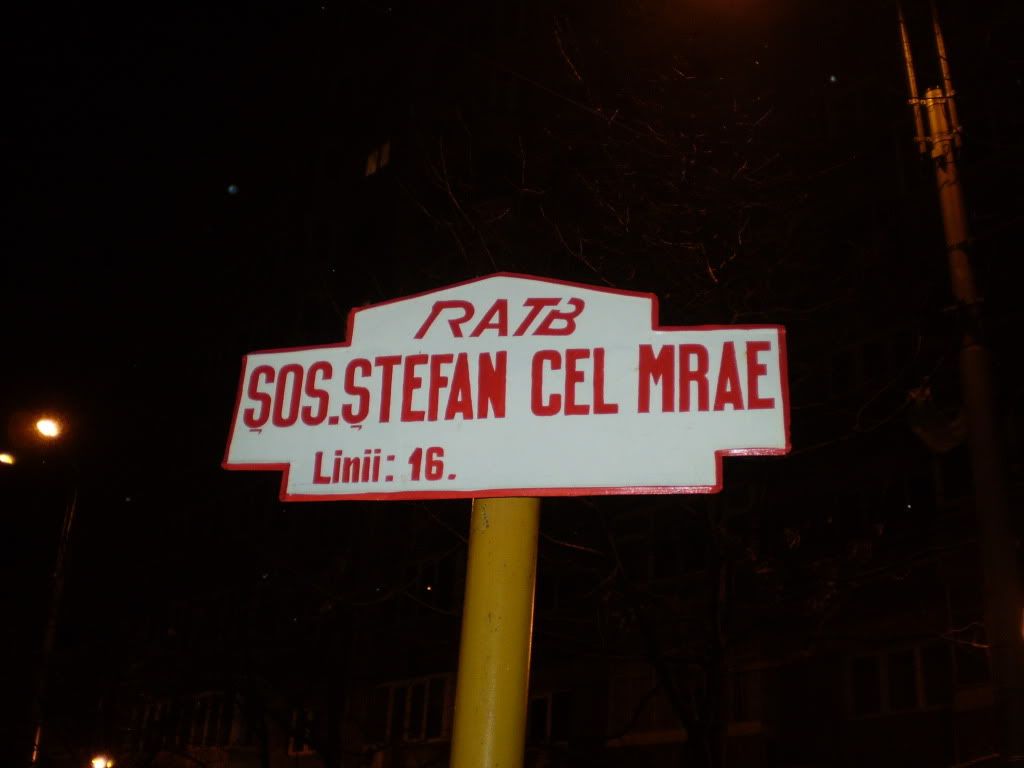 RATB
ŞOS.ŞTEFAN CEL MRAE
Linii: 16.